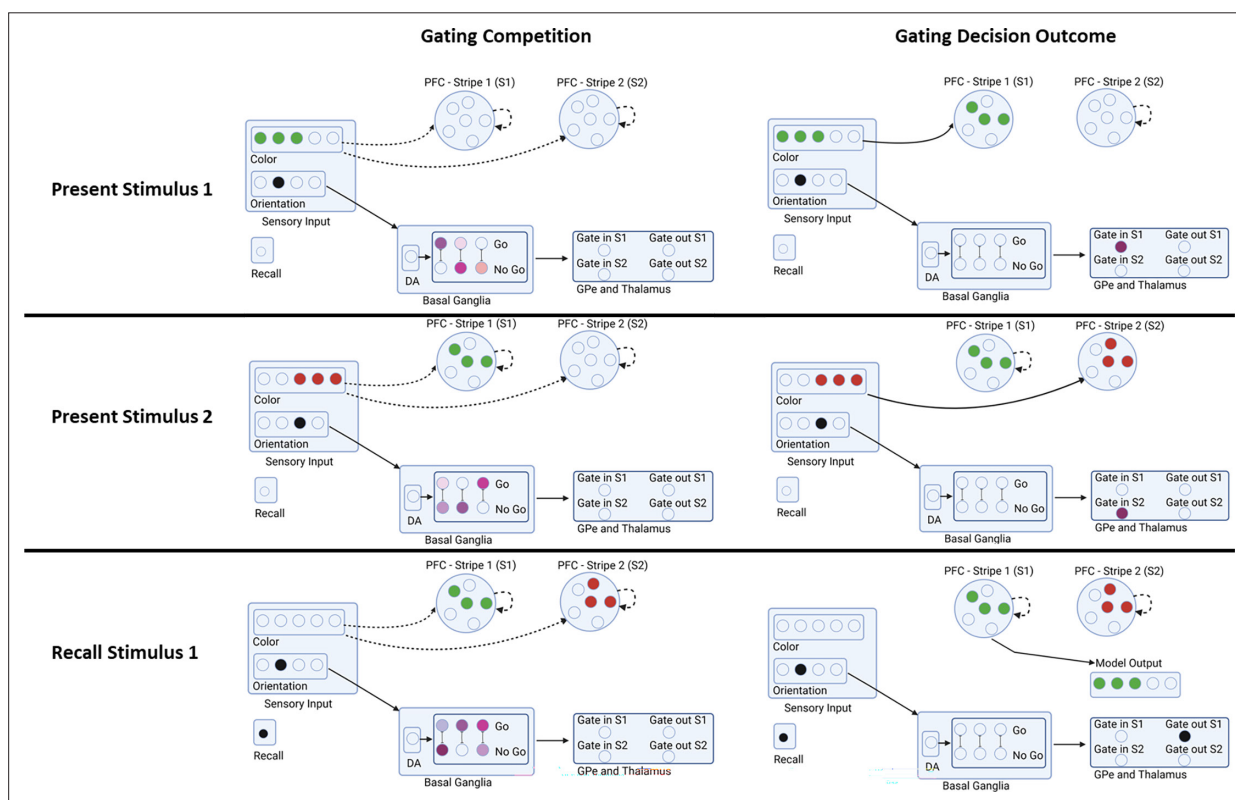 Gating Competition
Gating Decision Outcome
Present Stimulus 1
PFC - Stripe 1 (S1)
PFC - Stripe 2 (S2)
Color
Orientation
Sensory Input
Recall
DA
Go
No Go
Basal Ganglia
Gate in S1
Gate out S1
Gate in S2
Gate out S2
GPe and Thalamus
PFC - Stripe 1 (S1)
PFC - Stripe 2 (S2)
Color
Orientation
Sensory Input
Recall
DA
Go
No Go
Basal Ganglia
Gate in S1
Gate out S1
Gate in S2
Gate out S2
GPe and Thalamus
Present Stimulus 2
PFC - Stripe 1 (S1)
PFC - Stripe 2 (S2)
Color
Orientation
Sensory Input
Recall
DA
Go
No Go
Basal Ganglia
Gate in S1
Gate out S1
Gate in S2
Gate out S2
GPe and Thalamus
PFC - Stripe 1 (S1)
PFC - Stripe 2 (S2)
Color
Orientation
Sensory Input
Recall
DA
Go
No Go
Basal Ganglia
Gate in S1
Gate out S1
Gate in S2
Gate out S2
GPe and Thalamus
Recall Stimulus 1
PFC - Stripe 1 (S1)
PFC - Stripe 2 (S2)
Color
Orientation
Sensory Input
Recall
DA
Go
No Go
Basal Ganglia
Gate in S1
Gate out S1
Gate in S2
Gate out S2
GPe and Thalamus
PFC - Stripe 1 (S1)
PFC - Stripe 2 (S2)
Color
Orientation
Sensory Input
Recall
Model Output
DA
Go
No Go
Basal Ganglia
Gate in S1
Gate out S1
Gate in S2
Gate out S2
GPe and Thalamus